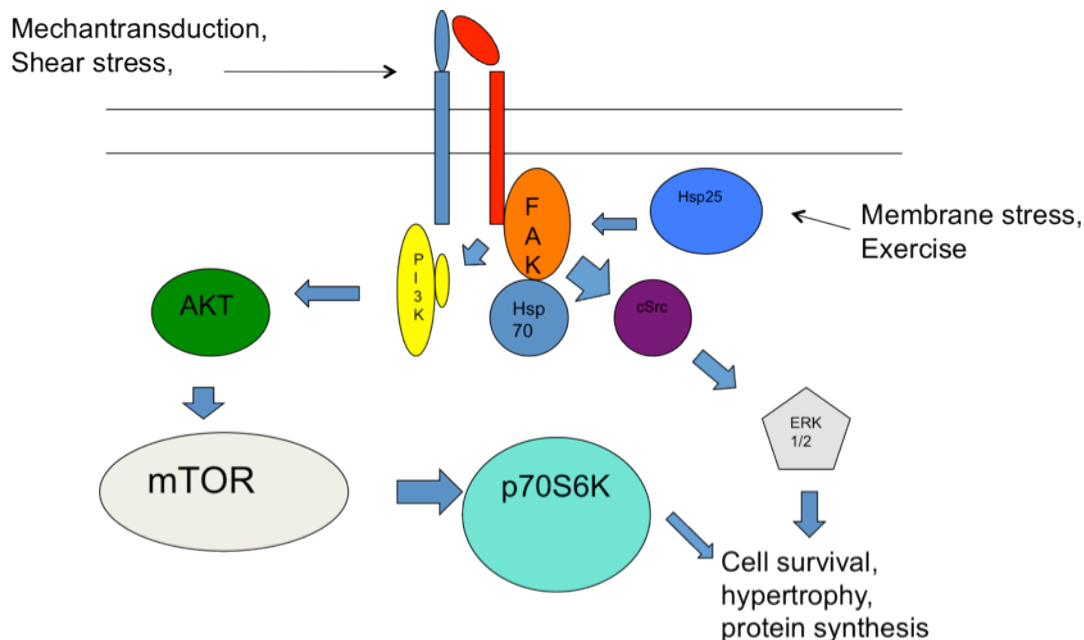 Mechantransduction,
Shear stress,
F
A
K
Hsp25
Membrane stress,
Exercise
P
I
3
K
AKT
Hsp
70
cSrc
ERK
1/2
mTOR
p70S6K
Cell survival,
hypertrophy,
protein synthesis